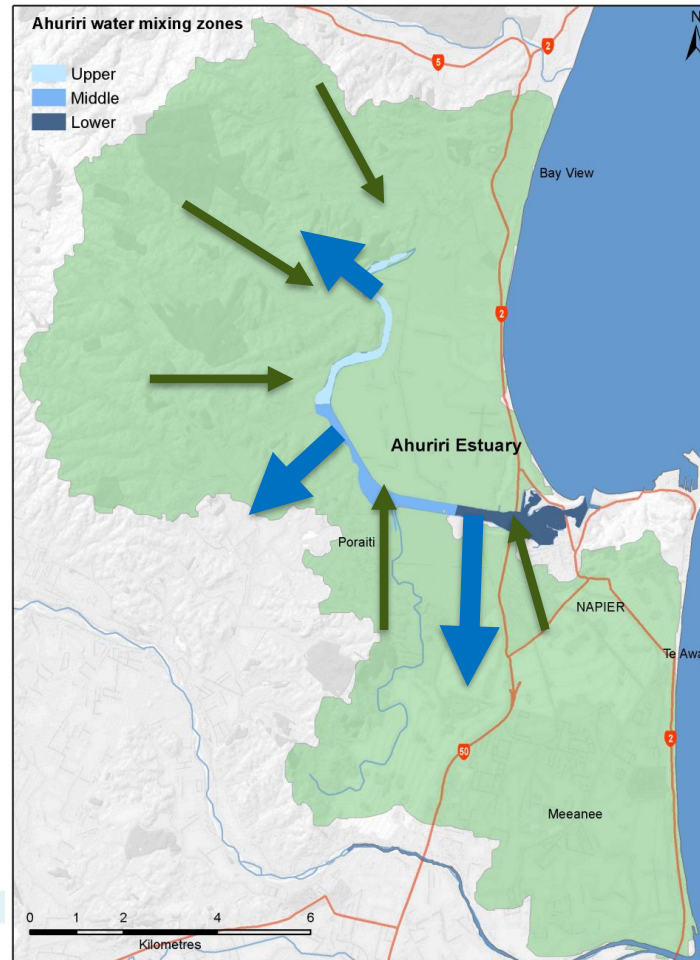 Ahuriri water mixing zones
N
Upper
Middle
Lower
5
2
Bay View
2
Ahuriri Estuary
Poraiti
NAPIER
Te Awa
50
2
Meeanee
0 1 2 4 6
Kilometres